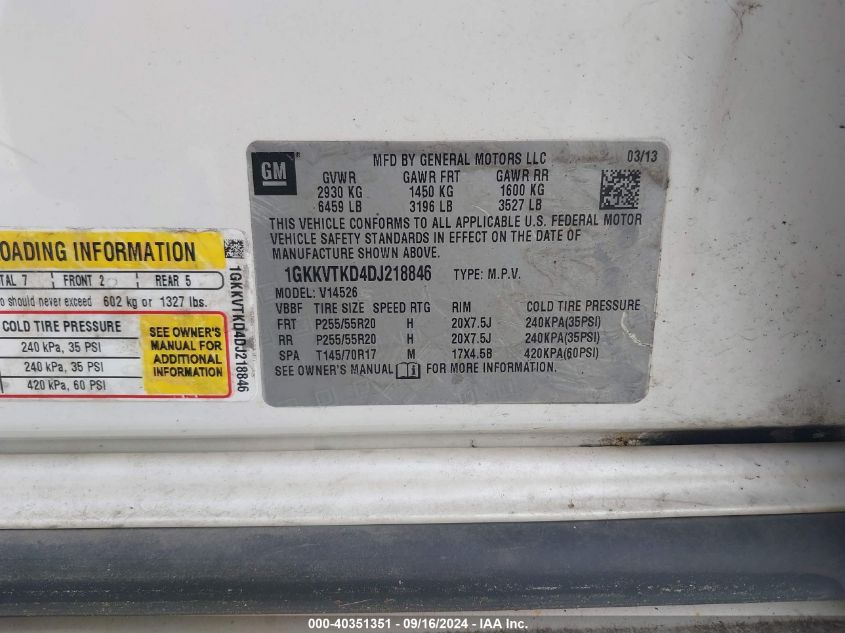 GM ®
MFD BY GENERAL MOTORS LLC 03/13
GVWR GAWR FRT GAWR RR
2930 KG 1450 KG 1600 KG
6459 LB 3196 LB 3527 LB
THIS VEHICLE CONFORMS TO ALL APPLICABLE U.S. FEDERAL MOTOR
VEHICLE SAFETY STANDARDS IN EFFECT ON THE DATE OF
MANUFACTURE SHOWN ABOVE.
1GKKVTKD4DJ218846 TYPE: M.P.V.
MODEL: V14526
VBBF TIRE SIZE SPEED RTG RIM COLD TIRE PRESSURE
FRT P255/55R20 H 20X7.5J 240KPA(35PSI)
RR P255/55R20 H 20X7.5J 240KPA(35PSI)
SPA T145/70R17 M 17X4.5B 420KPA(60PSI)
SEE OWNER'S MANUAL FOR MORE INFORMATION.
OADING INFORMATION
TAL 7 FRONT 2 REAR 5
o should never exceed 602 kg or 1327 lbs.
COLD TIRE PRESSURE
240 kPa, 35 PSI
240 kPa, 35 PSI
420 kPa, 60 PSI
SEE OWNER'S
MANUAL FOR
ADDITIONAL
INFORMATION
1GKKVTKD4DJ218846
000-40351351 - 09/16/2024 - IAA Inc.